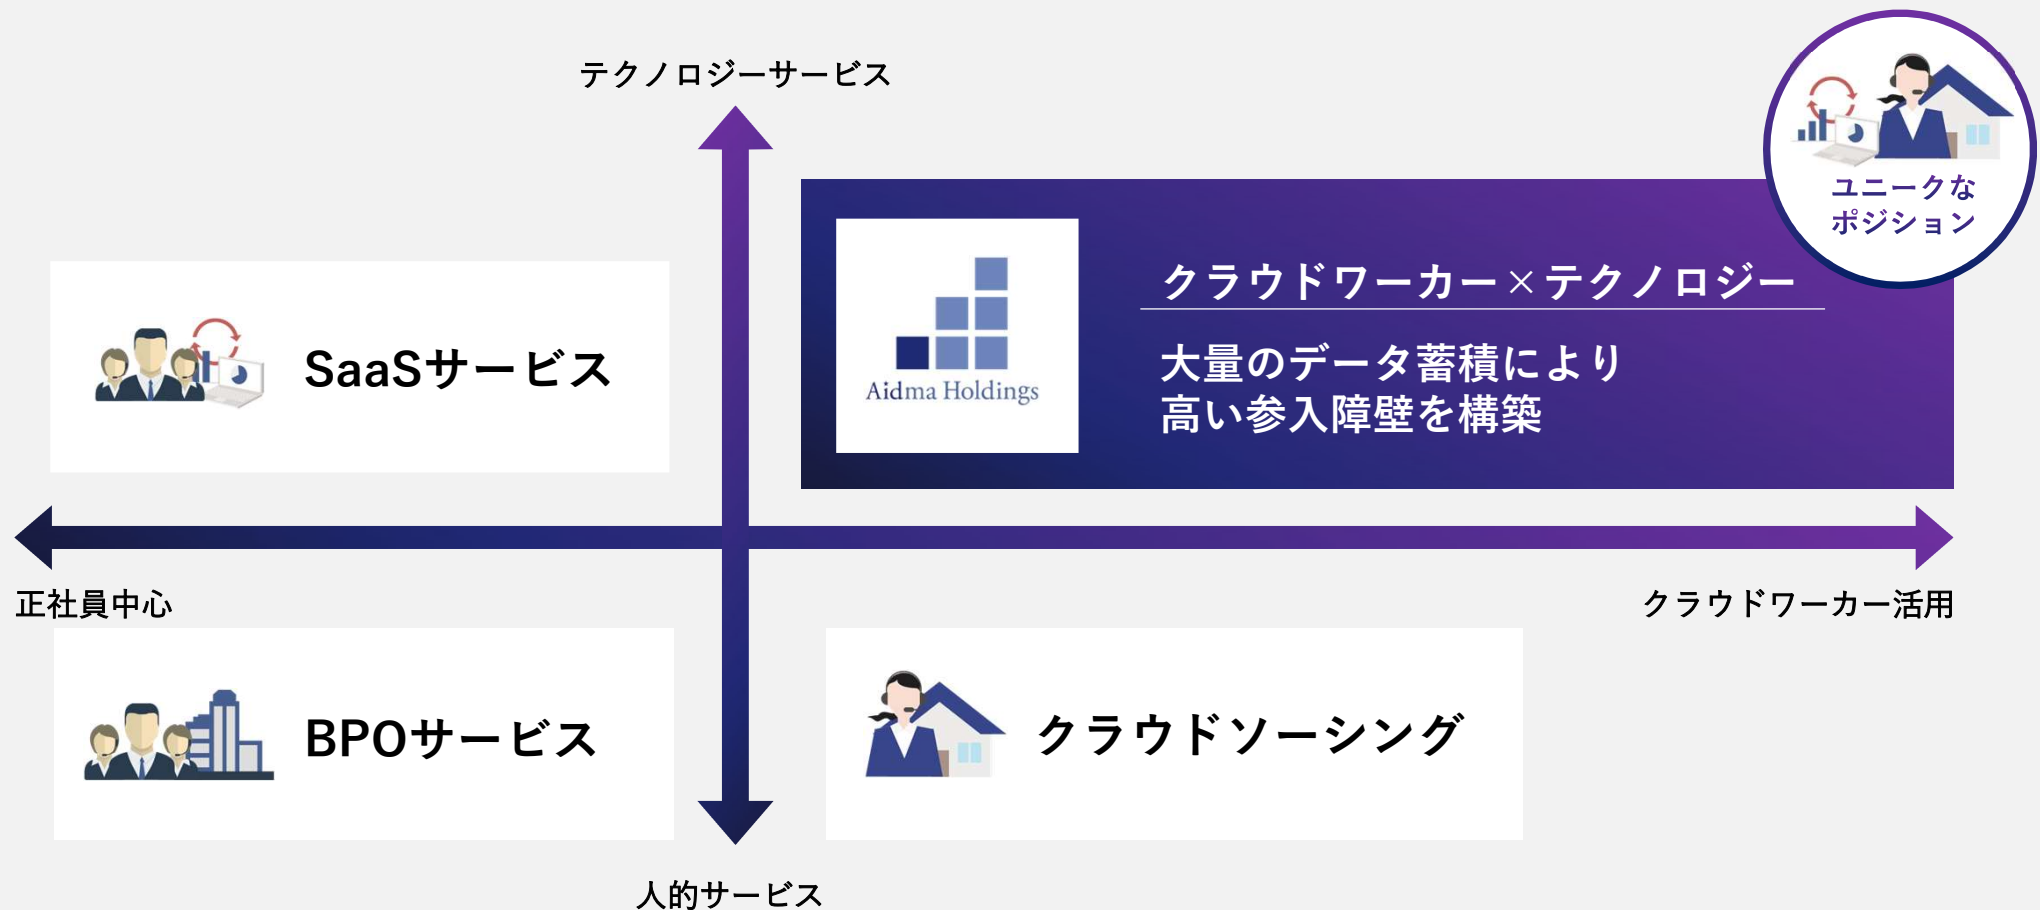 テクノロジーサービス
ユニークな
ポジション
クラウドワーカー×テクノロジー
大量のデータ蓄積により
高い参入障壁を構築
Aidma Holdings
SaaSサービス
正社員中心
クラウドワーカー活用
BPOサービス
クラウドソーシング
人的サービス